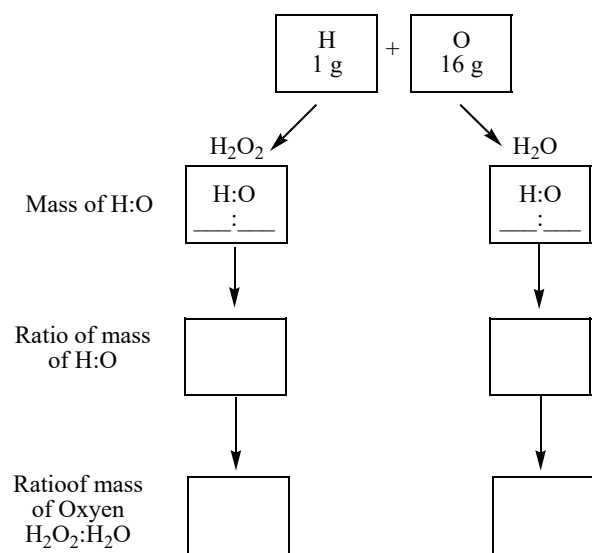 H + O
1 g 16 g
H₂O₂ H₂O
Mass of H:O H:O H:O
___:___ ___:___
Ratio of mass
of H:O
Ratioof mass
of Oxyen
H₂O₂:H₂O